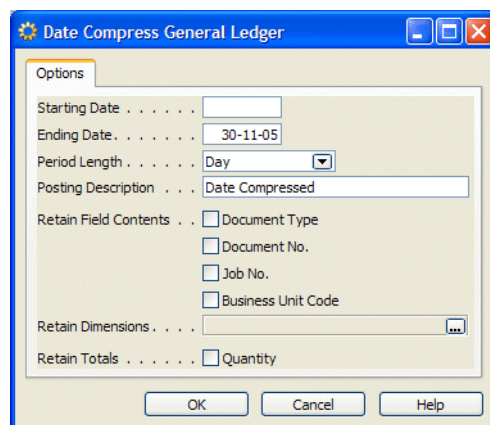 Date Compress General Ledger
Options
Starting Date . . . . . .
Ending Date . . . . . . . 30-11-05
Period Length . . . . . . Day
Posting Description . . . Date Compressed
Retain Field Contents . . Document Type
Document No.
Job No.
Business Unit Code
Retain Dimensions . . . . ...
Retain Totals . . . . . . Quantity
OK Cancel Help